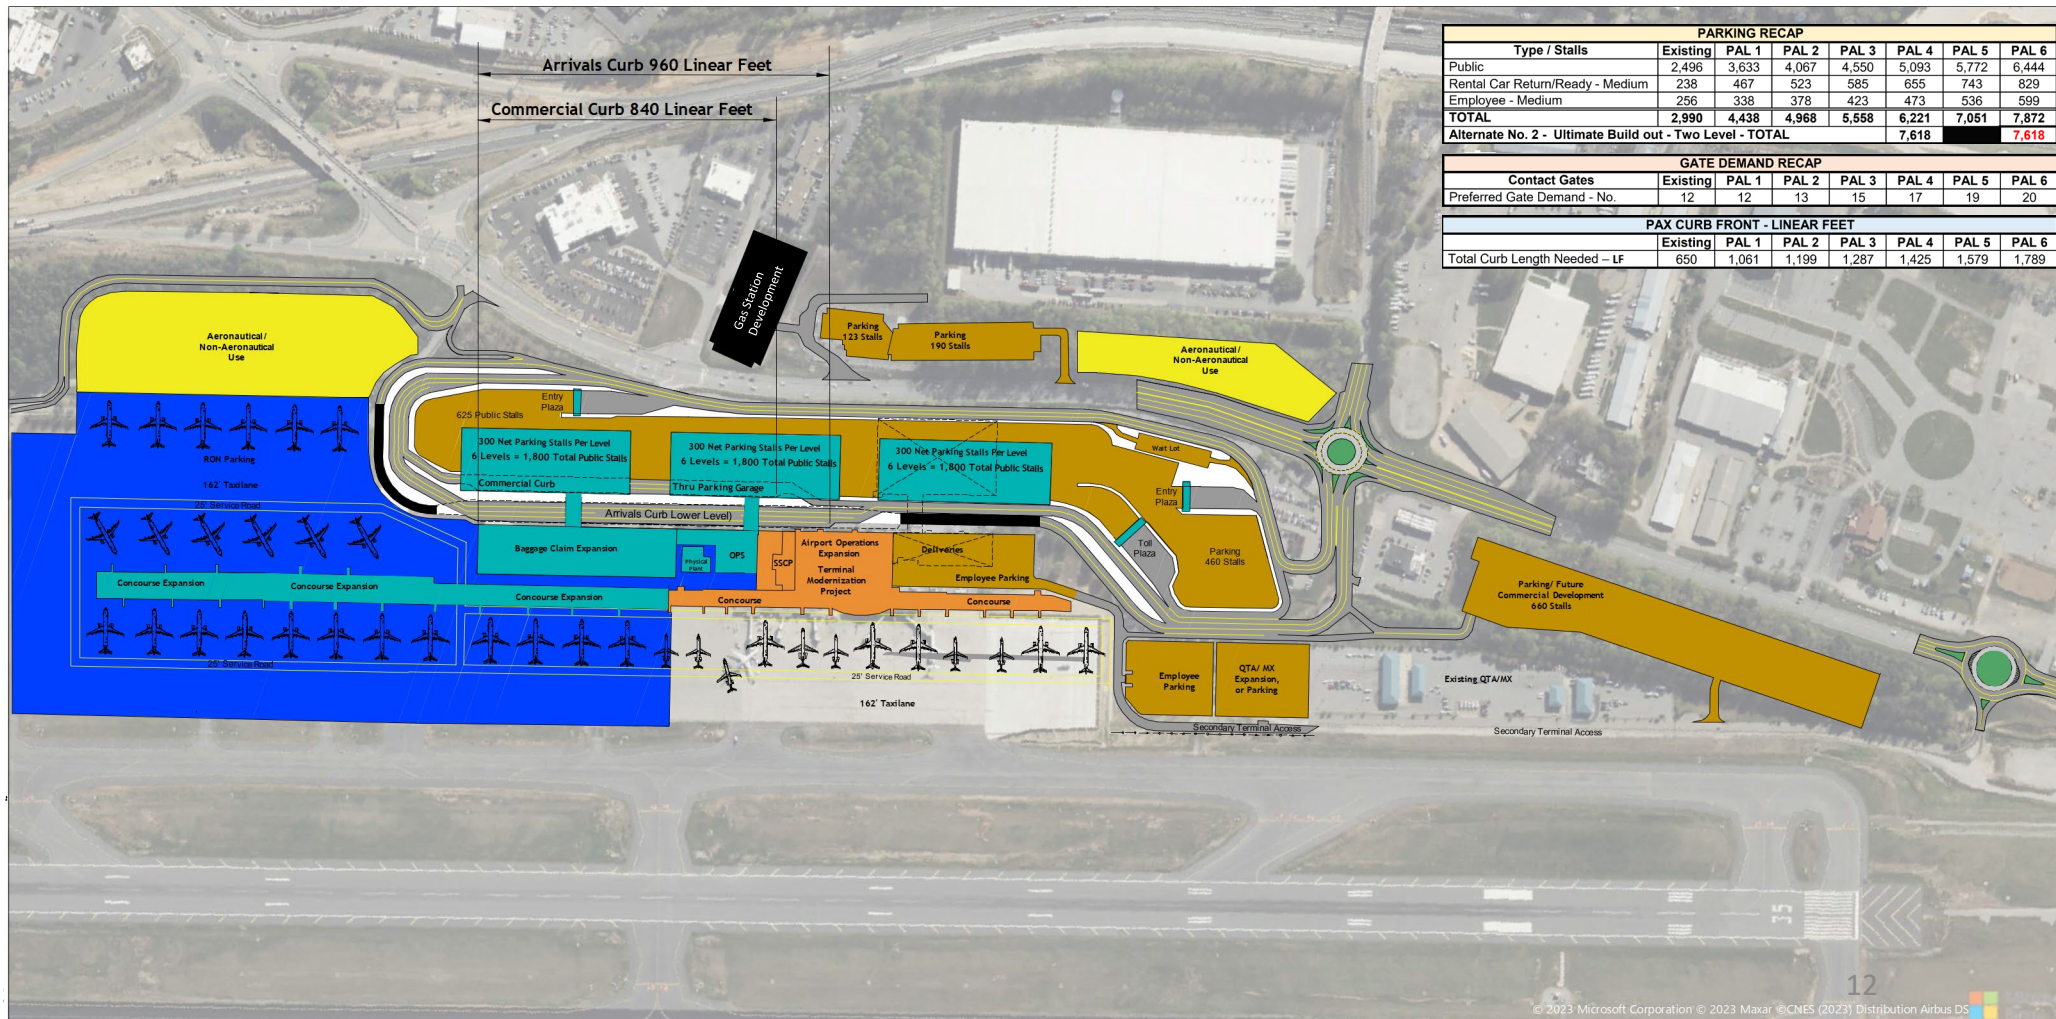 Arrivals Curb 960 Linear Feet
Commercial Curb 840 Linear Feet
PARKING RECAP
Type / Stalls Existing PAL 1 PAL 2 PAL 3 PAL 4 PAL 5 PAL 6
Public 2,496 3,633 4,067 4,550 5,093 5,772 6,444
Rental Car Return/Ready - Medium 238 467 523 585 655 743 829
Employee - Medium 256 338 378 423 473 536 599
TOTAL 2,990 4,438 4,968 5,558 6,221 7,051 7,872
Alternate No. 2 - Ultimate Build out - Two Level - TOTAL 7,618 7,618
GATE DEMAND RECAP
Contact Gates Existing PAL 1 PAL 2 PAL 3 PAL 4 PAL 5 PAL 6
Preferred Gate Demand - No. 12 12 13 15 17 19 20
PAX CURB FRONT - LINEAR FEET
Existing PAL 1 PAL 2 PAL 3 PAL 4 PAL 5 PAL 6
Total Curb Length Needed – LF 650 1,061 1,199 1,287 1,425 1,579 1,789
Gas Station
Development
Aeronautical/
Non-Aeronautical
Use
Parking
123 Stalls
Parking
190 Stalls
Aeronautical/
Non-Aeronautical
Use
Entry
Plaza
625 Public Stalls
300 Net Parking Stalls Per Level
6 Levels = 1,800 Total Public Stalls
300 Net Parking Stalls Per Level
6 Levels = 1,800 Total Public Stalls
300 Net Parking Stalls Per Level
6 Levels = 1,800 Total Public Stalls
Wait Lot
RON Parking
162' Taxilane
25' Service Road
Commercial Curb
Thru Parking Garage
Entry
Plaza
Arrivals Curb Lower Level)
Baggage Claim Expansion
Physical
Plant
OPS
SSCP
Airport Operations
Expansion
Terminal
Modernization
Project
Deliveries
Employee Parking
Toll
Plaza
Parking
460 Stalls
Concourse Expansion
Concourse Expansion
Concourse Expansion
Concourse
Concourse
Parking/ Future
Commercial Development
660 Stalls
25' Service Road
25' Service Road
162' Taxilane
Employee
Parking
QTA/ MX
Expansion,
or Parking
Existing QTA/MX
Secondary Terminal Access
Secondary Terminal Access
35
12
© 2023 Microsoft Corporation © 2023 Maxar ©CNES (2023) Distribution Airbus DS